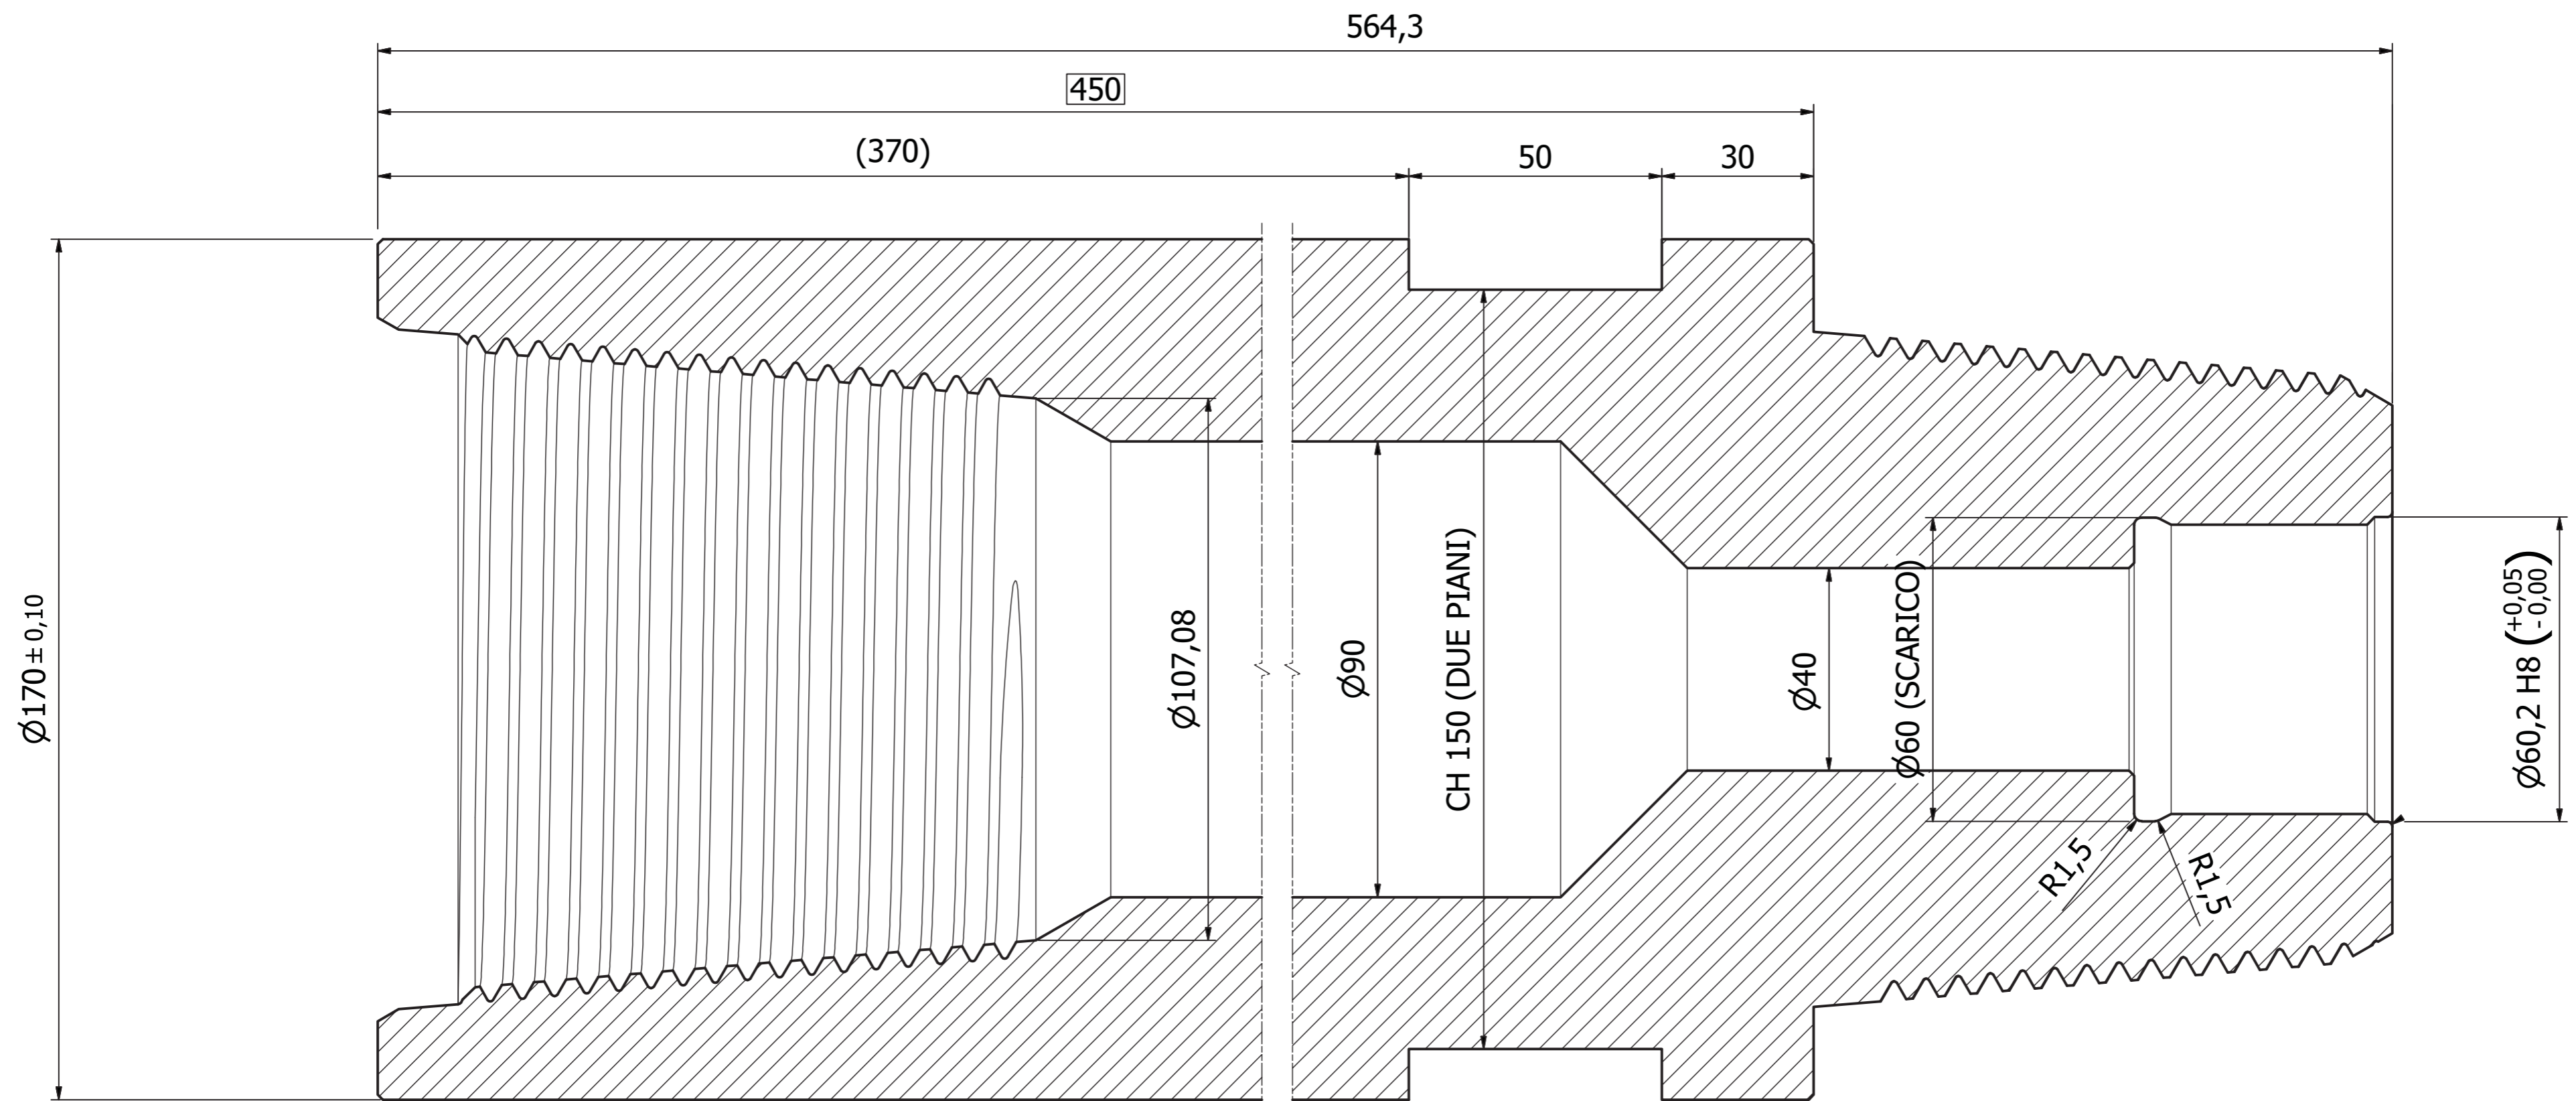 564,3
450
(370)
50
30
Ø170 ± 0,10
Ø107,08
Ø90
CH 150 (DUE PIANI)
Ø40
Ø60 (SCARICO)
R1,5
R1,5
Ø60,2 H8 (+0,05 -0,00)